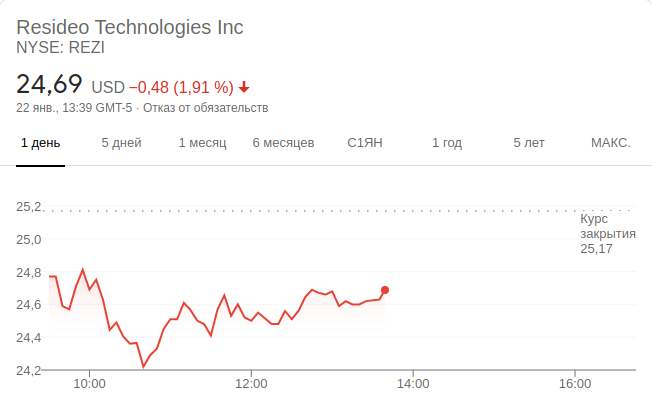 Resideo Technologies Inc
NYSE: REZI
24,69 USD −0,48 (1,91 %)
22 янв., 13:39 GMT-5 · Отказ от обязательств
1 день 5 дней 1 месяц 6 месяцев С1ЯН 1 год 5 лет МАКС.
25,2
Курс
закрытия
25,17
25,0
24,8
24,6
24,4
24,2
10:00 12:00 14:00 16:00